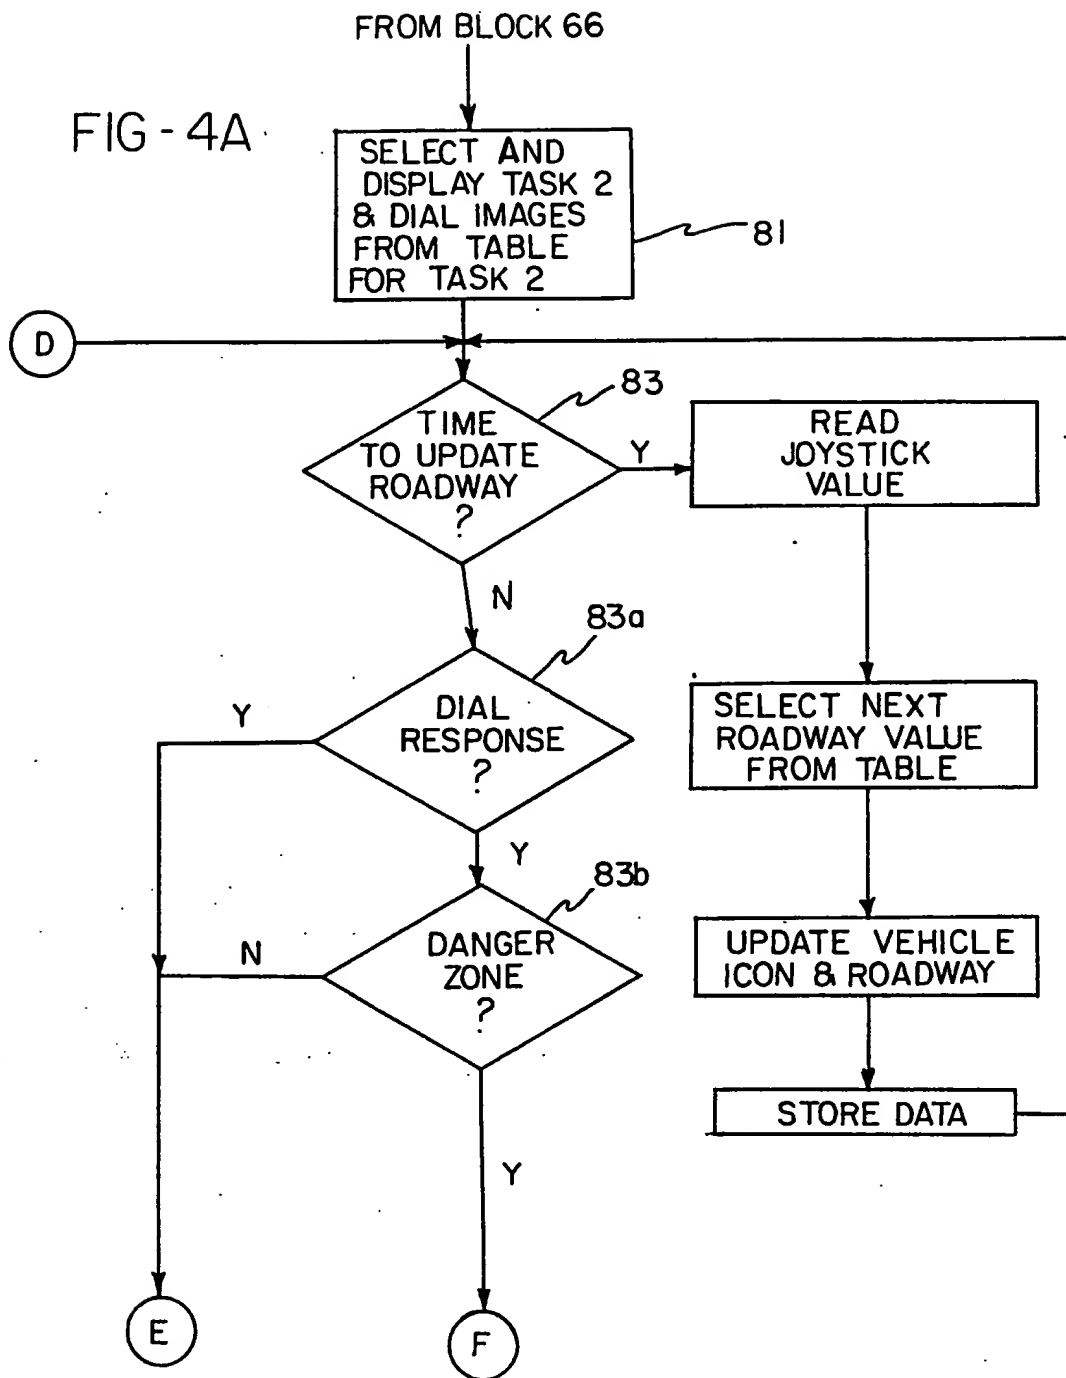 FROM BLOCK 66
FIG-4A
SELECT AND
DISPLAY TASK 2
& DIAL IMAGES
FROM TABLE
FOR TASK 2
81
D
83
TIME
TO UPDATE
ROADWAY
?
Y
READ
JOYSTICK
VALUE
N
83a
DIAL
RESPONSE
?
Y
SELECT NEXT
ROADWAY VALUE
FROM TABLE
Y
83b
DANGER
ZONE
?
N
UPDATE VEHICLE
ICON & ROADWAY
STORE DATA
Y
E
F